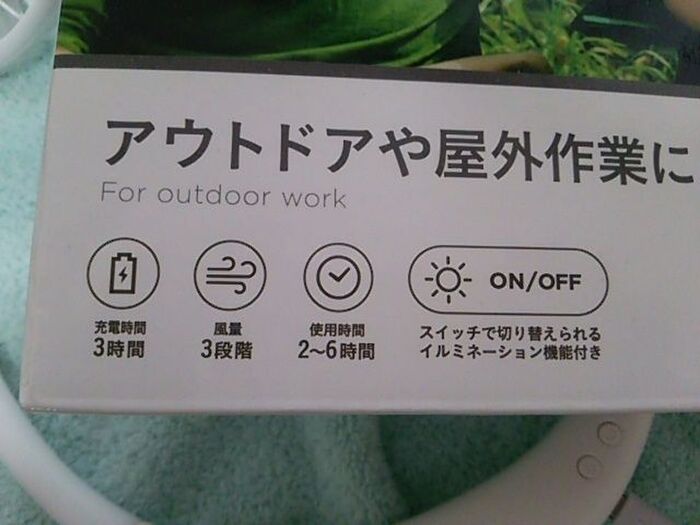 アウトドアや屋外作業に
For outdoor work
充電時間
3時間
風量
3段階
使用時間
2〜6時間
ON/OFF
スイッチで切り替えられる
イルミネーション機能付き